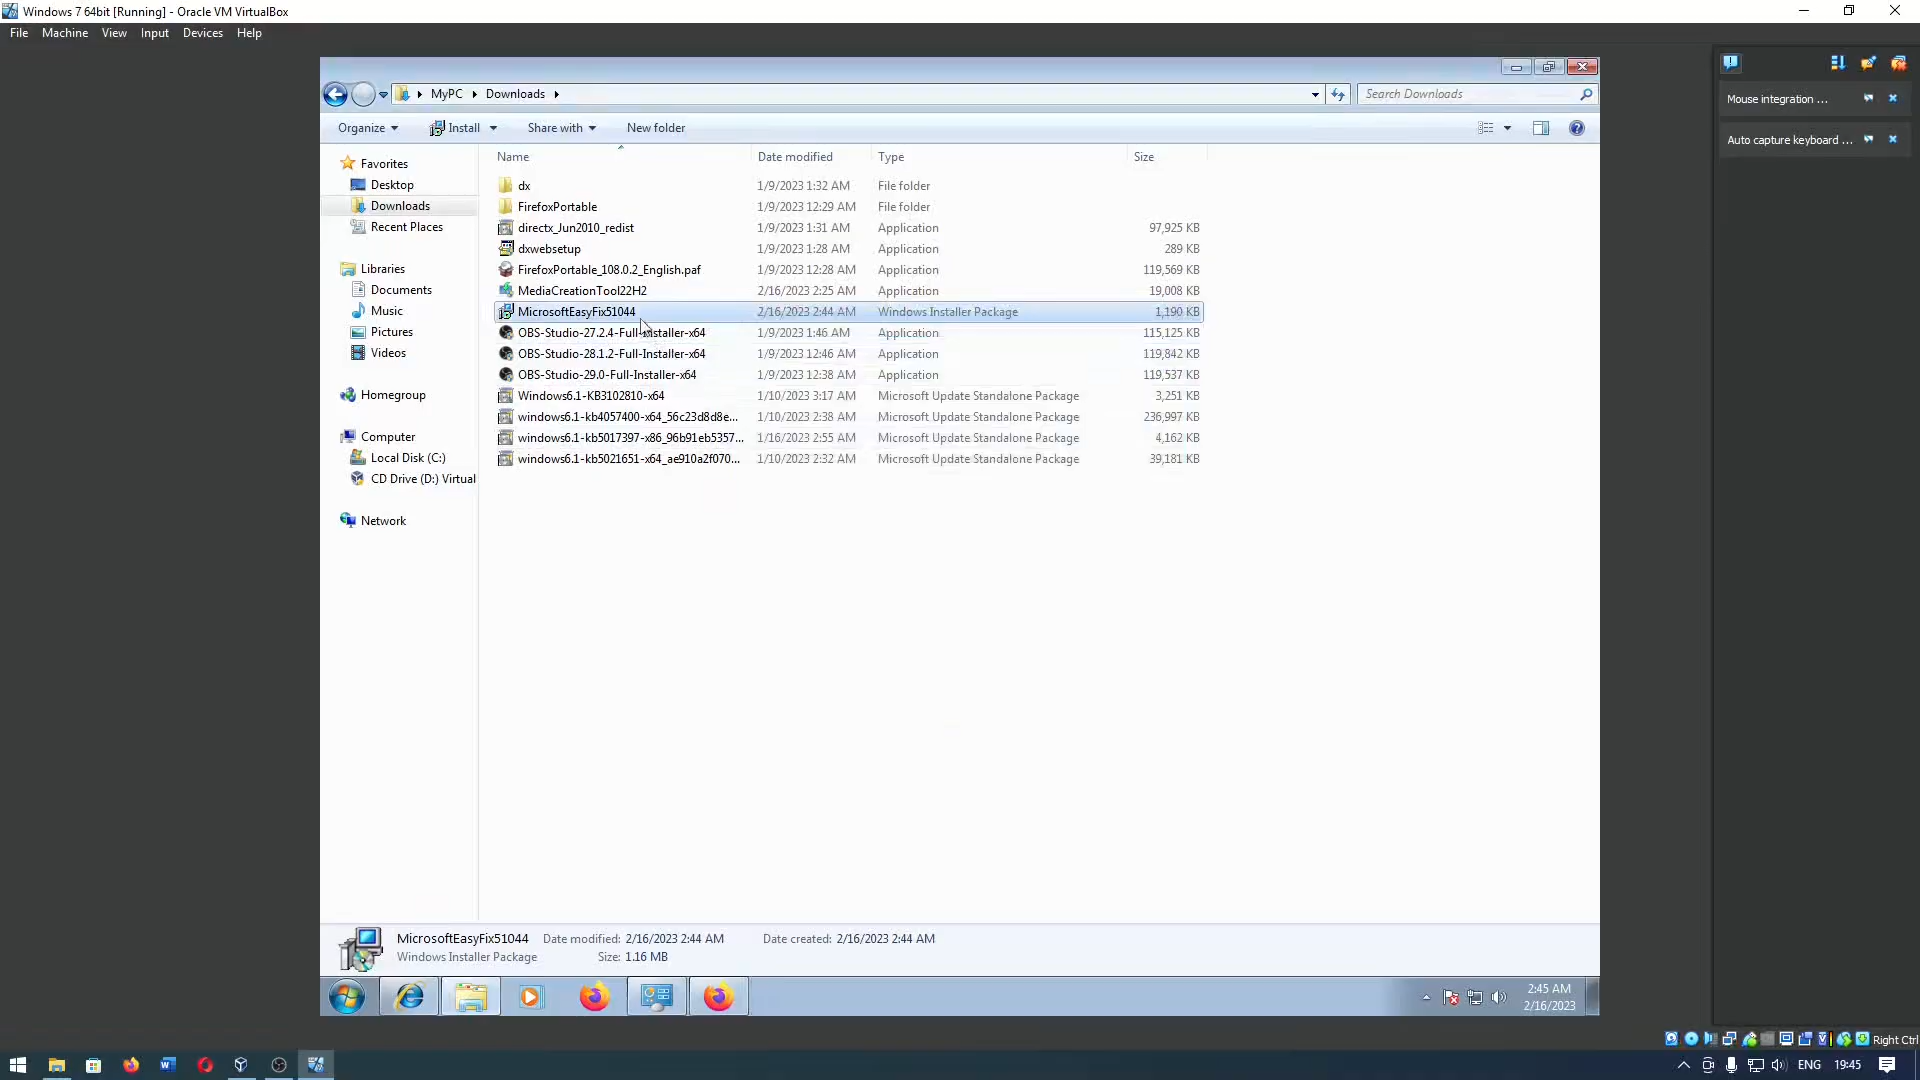 Windows 7 64bit [Running] - Oracle VM VirtualBox
File Machine View Input Devices Help
MyPC Downloads
Search Downloads
Mouse integration ...
Auto capture keyboard ...
Organize Install Share with New folder
Name Date modified Type Size
Favorites
Desktop
Downloads
Recent Places
Libraries
Documents
Music
Pictures
Videos
Homegroup
Computer
Local Disk (C:)
CD Drive (D:) Virtual
Network
dx 1/9/2023 1:32 AM File folder
FirefoxPortable 1/9/2023 12:29 AM File folder
directx_Jun2010_redist 1/9/2023 1:31 AM Application 97,925 KB
dxwebsetup 1/9/2023 1:28 AM Application 289 KB
FirefoxPortable_108.0.2_English.paf 1/9/2023 12:28 AM Application 119,569 KB
MediaCreationTool22H2 2/16/2023 2:25 AM Application 19,008 KB
MicrosoftEasyFix51044 2/16/2023 2:44 AM Windows Installer Package 1,190 KB
OBS-Studio-27.2.4-Full-Installer-x64 1/9/2023 1:46 AM Application 115,125 KB
OBS-Studio-28.1.2-Full-Installer-x64 1/9/2023 12:46 AM Application 119,842 KB
OBS-Studio-29.0-Full-Installer-x64 1/9/2023 12:38 AM Application 119,537 KB
Windows6.1-KB3102810-x64 1/10/2023 3:17 AM Microsoft Update Standalone Package 3,251 KB
windows6.1-kb4057400-x64_56c23d8d8e... 1/10/2023 2:38 AM Microsoft Update Standalone Package 236,997 KB
windows6.1-kb5017397-x86_96b91eb5357... 1/16/2023 2:55 AM Microsoft Update Standalone Package 4,162 KB
windows6.1-kb5021651-x64_ae910a2f070... 1/10/2023 2:32 AM Microsoft Update Standalone Package 39,181 KB
MicrosoftEasyFix51044 Date modified: 2/16/2023 2:44 AM Date created: 2/16/2023 2:44 AM
Windows Installer Package Size: 1.16 MB
2:45 AM
2/16/2023
Right Ctrl
ENG 19:45